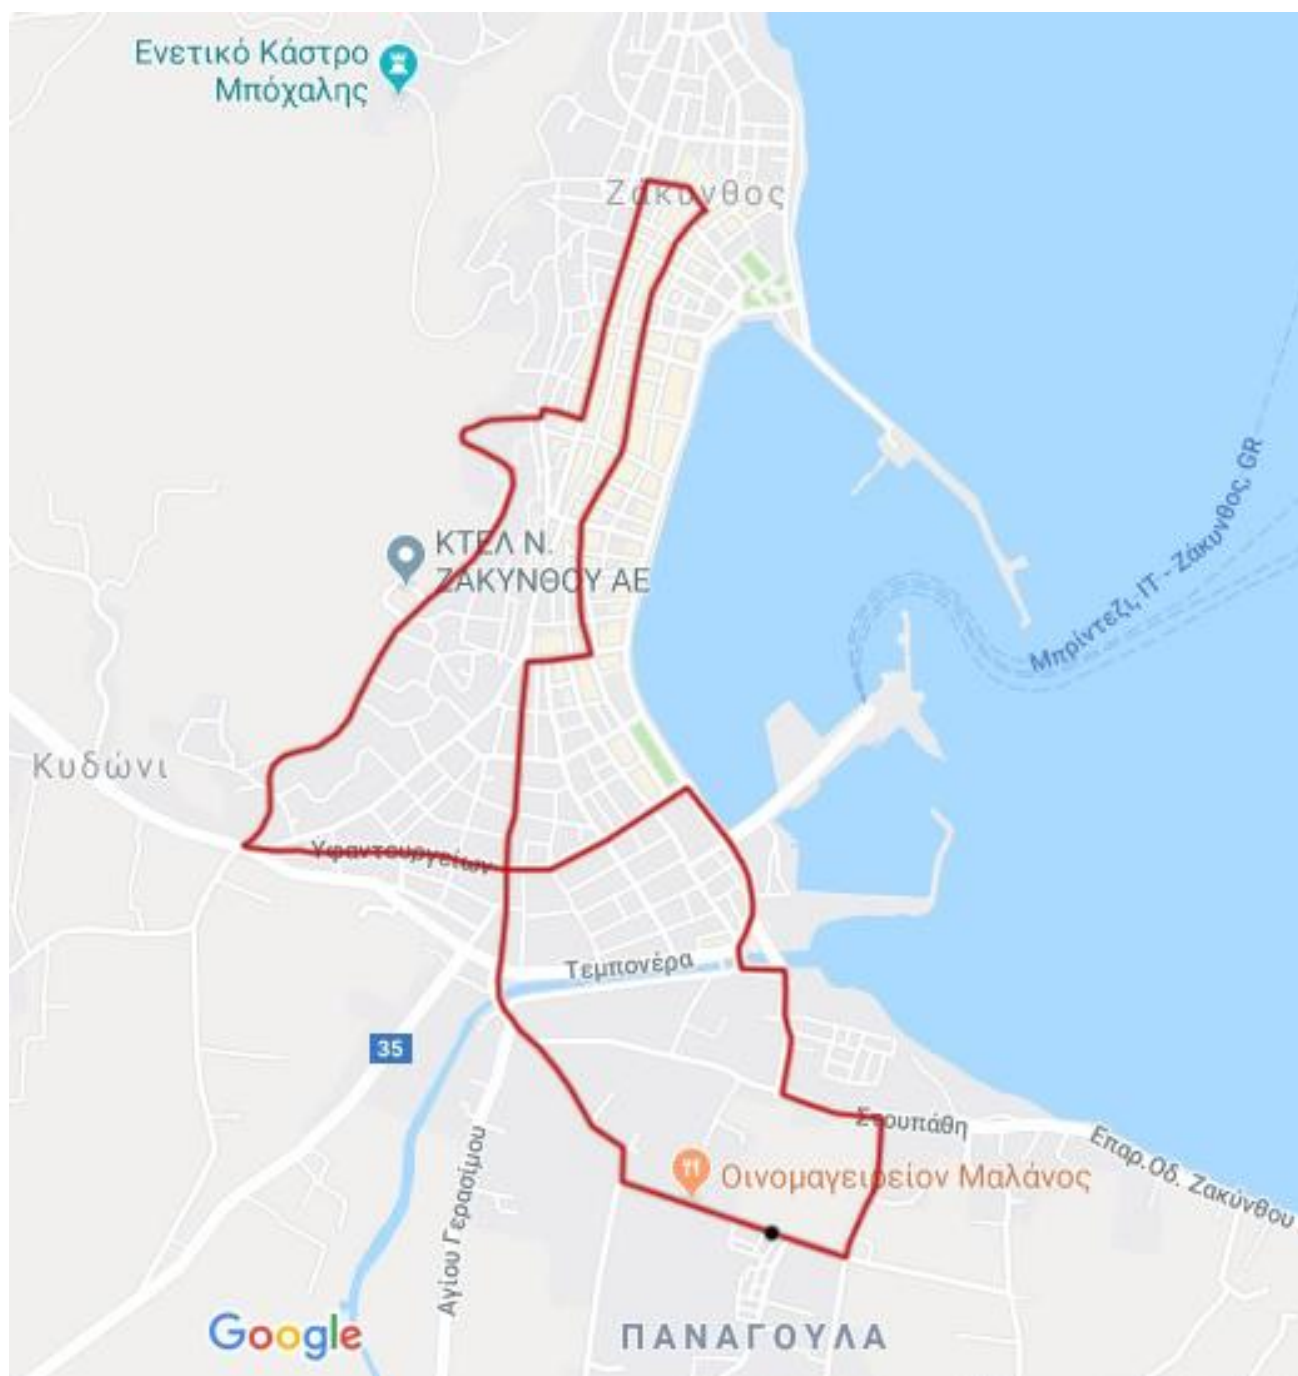 Ενετικό Κάστρο
Μπόχαλης
Ζάκυνθος
ΚΤΕΛ Ν.
ΖΑΚΥΝΘΟΥ ΑΕ
Μπρίντεζι, IT - Ζάκυνθος, GR
Κυδώνι
Υφαντουργείων
Τεμπονέρα
35
Στουπάθη
Επαρ.Οδ. Ζακύνθου
Οινομαγειρείον Μαλάνος
Αγίου Γερασίμου
Google
ΠΑΝΑΓΟΥΛΑ